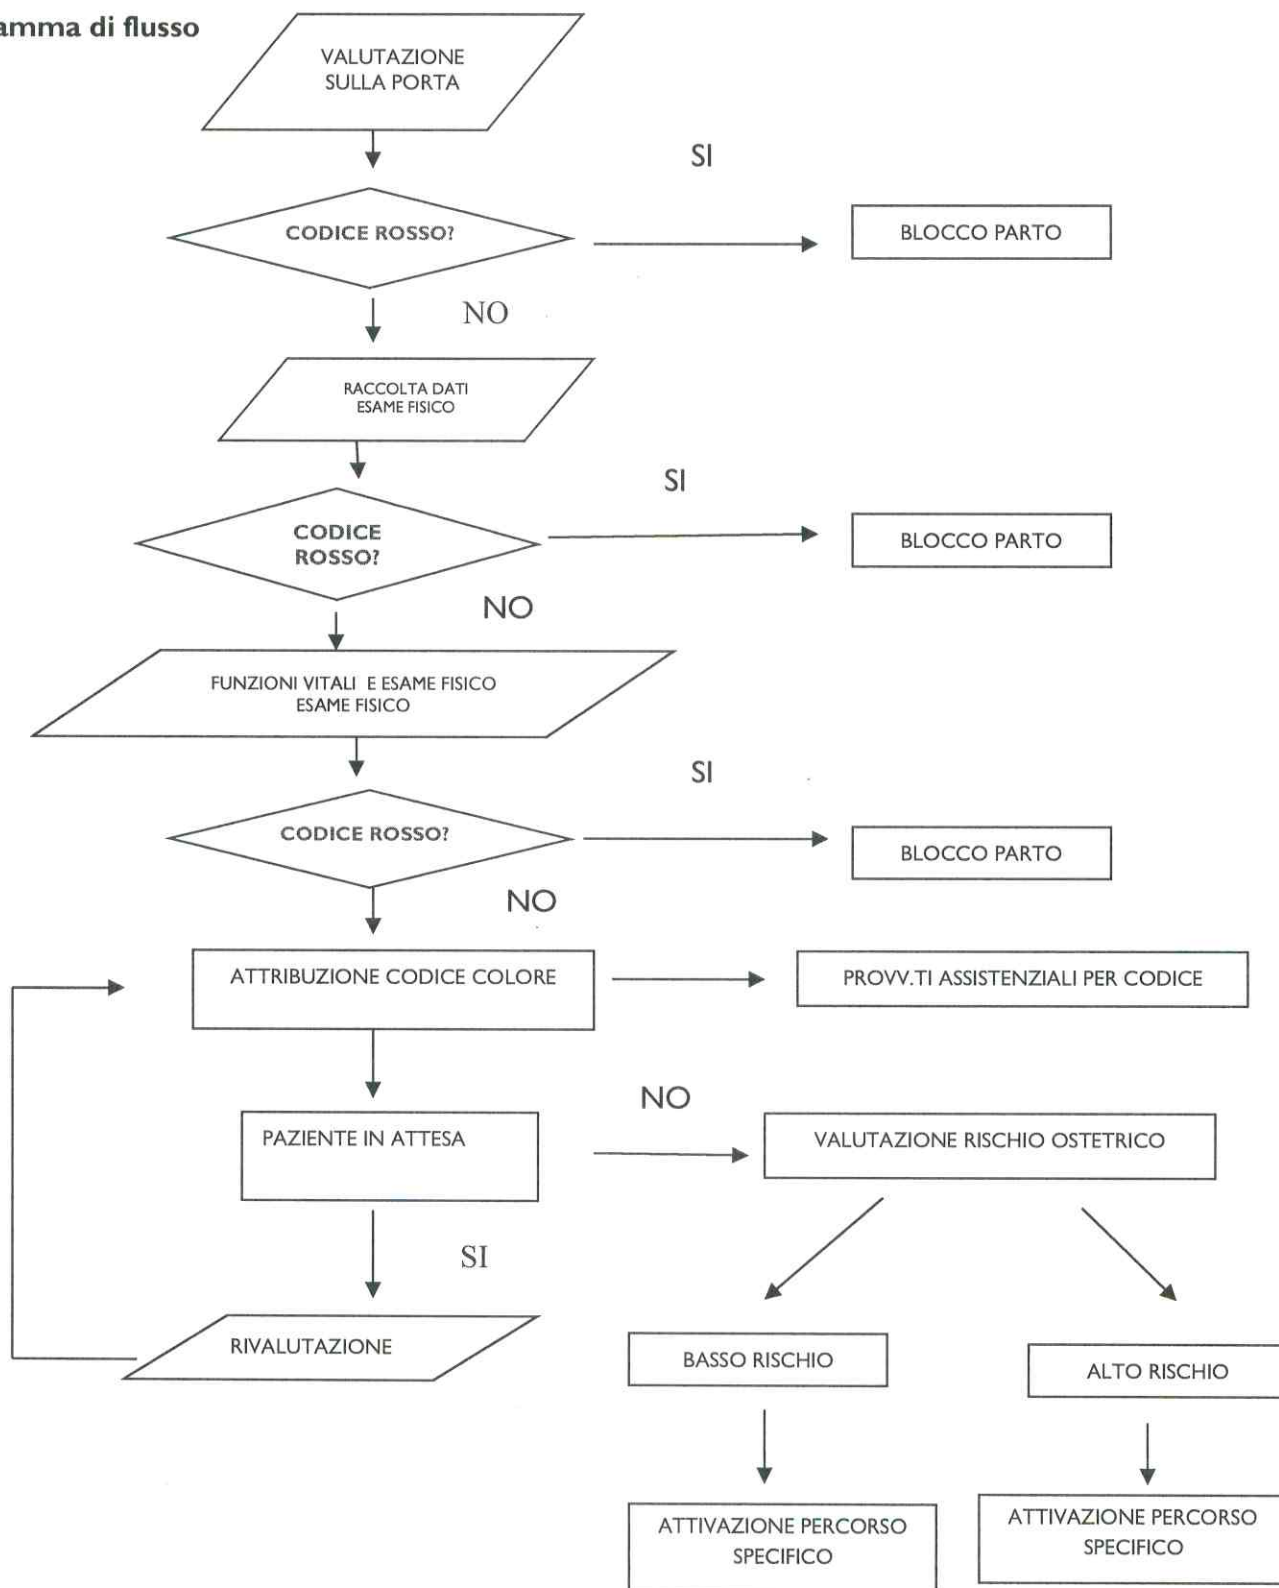 amma di flusso
VALUTAZIONE
SULLA PORTA
SI
CODICE ROSSO?
BLOCCO PARTO
NO
RACCOLTA DATI
ESAME FISICO
SI
CODICE
ROSSO?
BLOCCO PARTO
NO
FUNZIONI VITALI E ESAME FISICO
ESAME FISICO
SI
CODICE ROSSO?
BLOCCO PARTO
NO
ATTRIBUZIONE CODICE COLORE
PROVV.TI ASSISTENZIALI PER CODICE
NO
PAZIENTE IN ATTESA
VALUTAZIONE RISCHIO OSTETRICO
SI
RIVALUTAZIONE
BASSO RISCHIO
ALTO RISCHIO
ATTIVAZIONE PERCORSO
SPECIFICO
ATTIVAZIONE PERCORSO
SPECIFICO